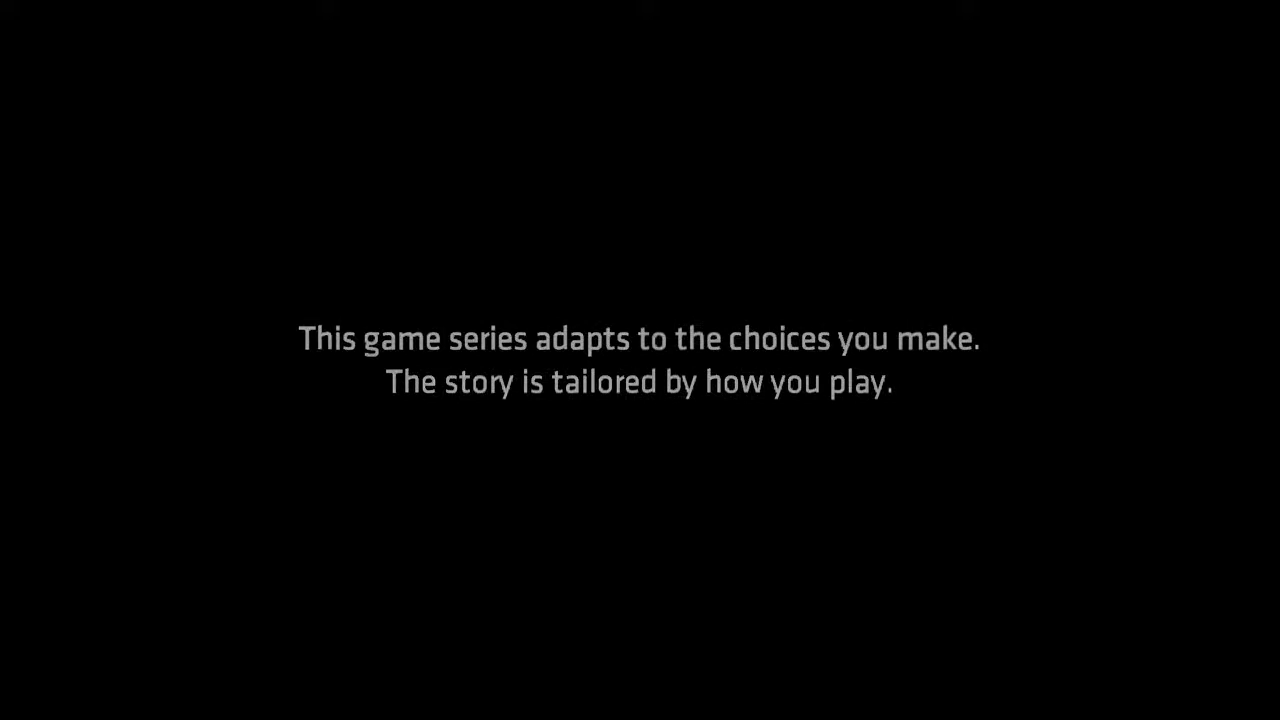 This game series adapts to the choices you make.
The story is tailored by how you play.